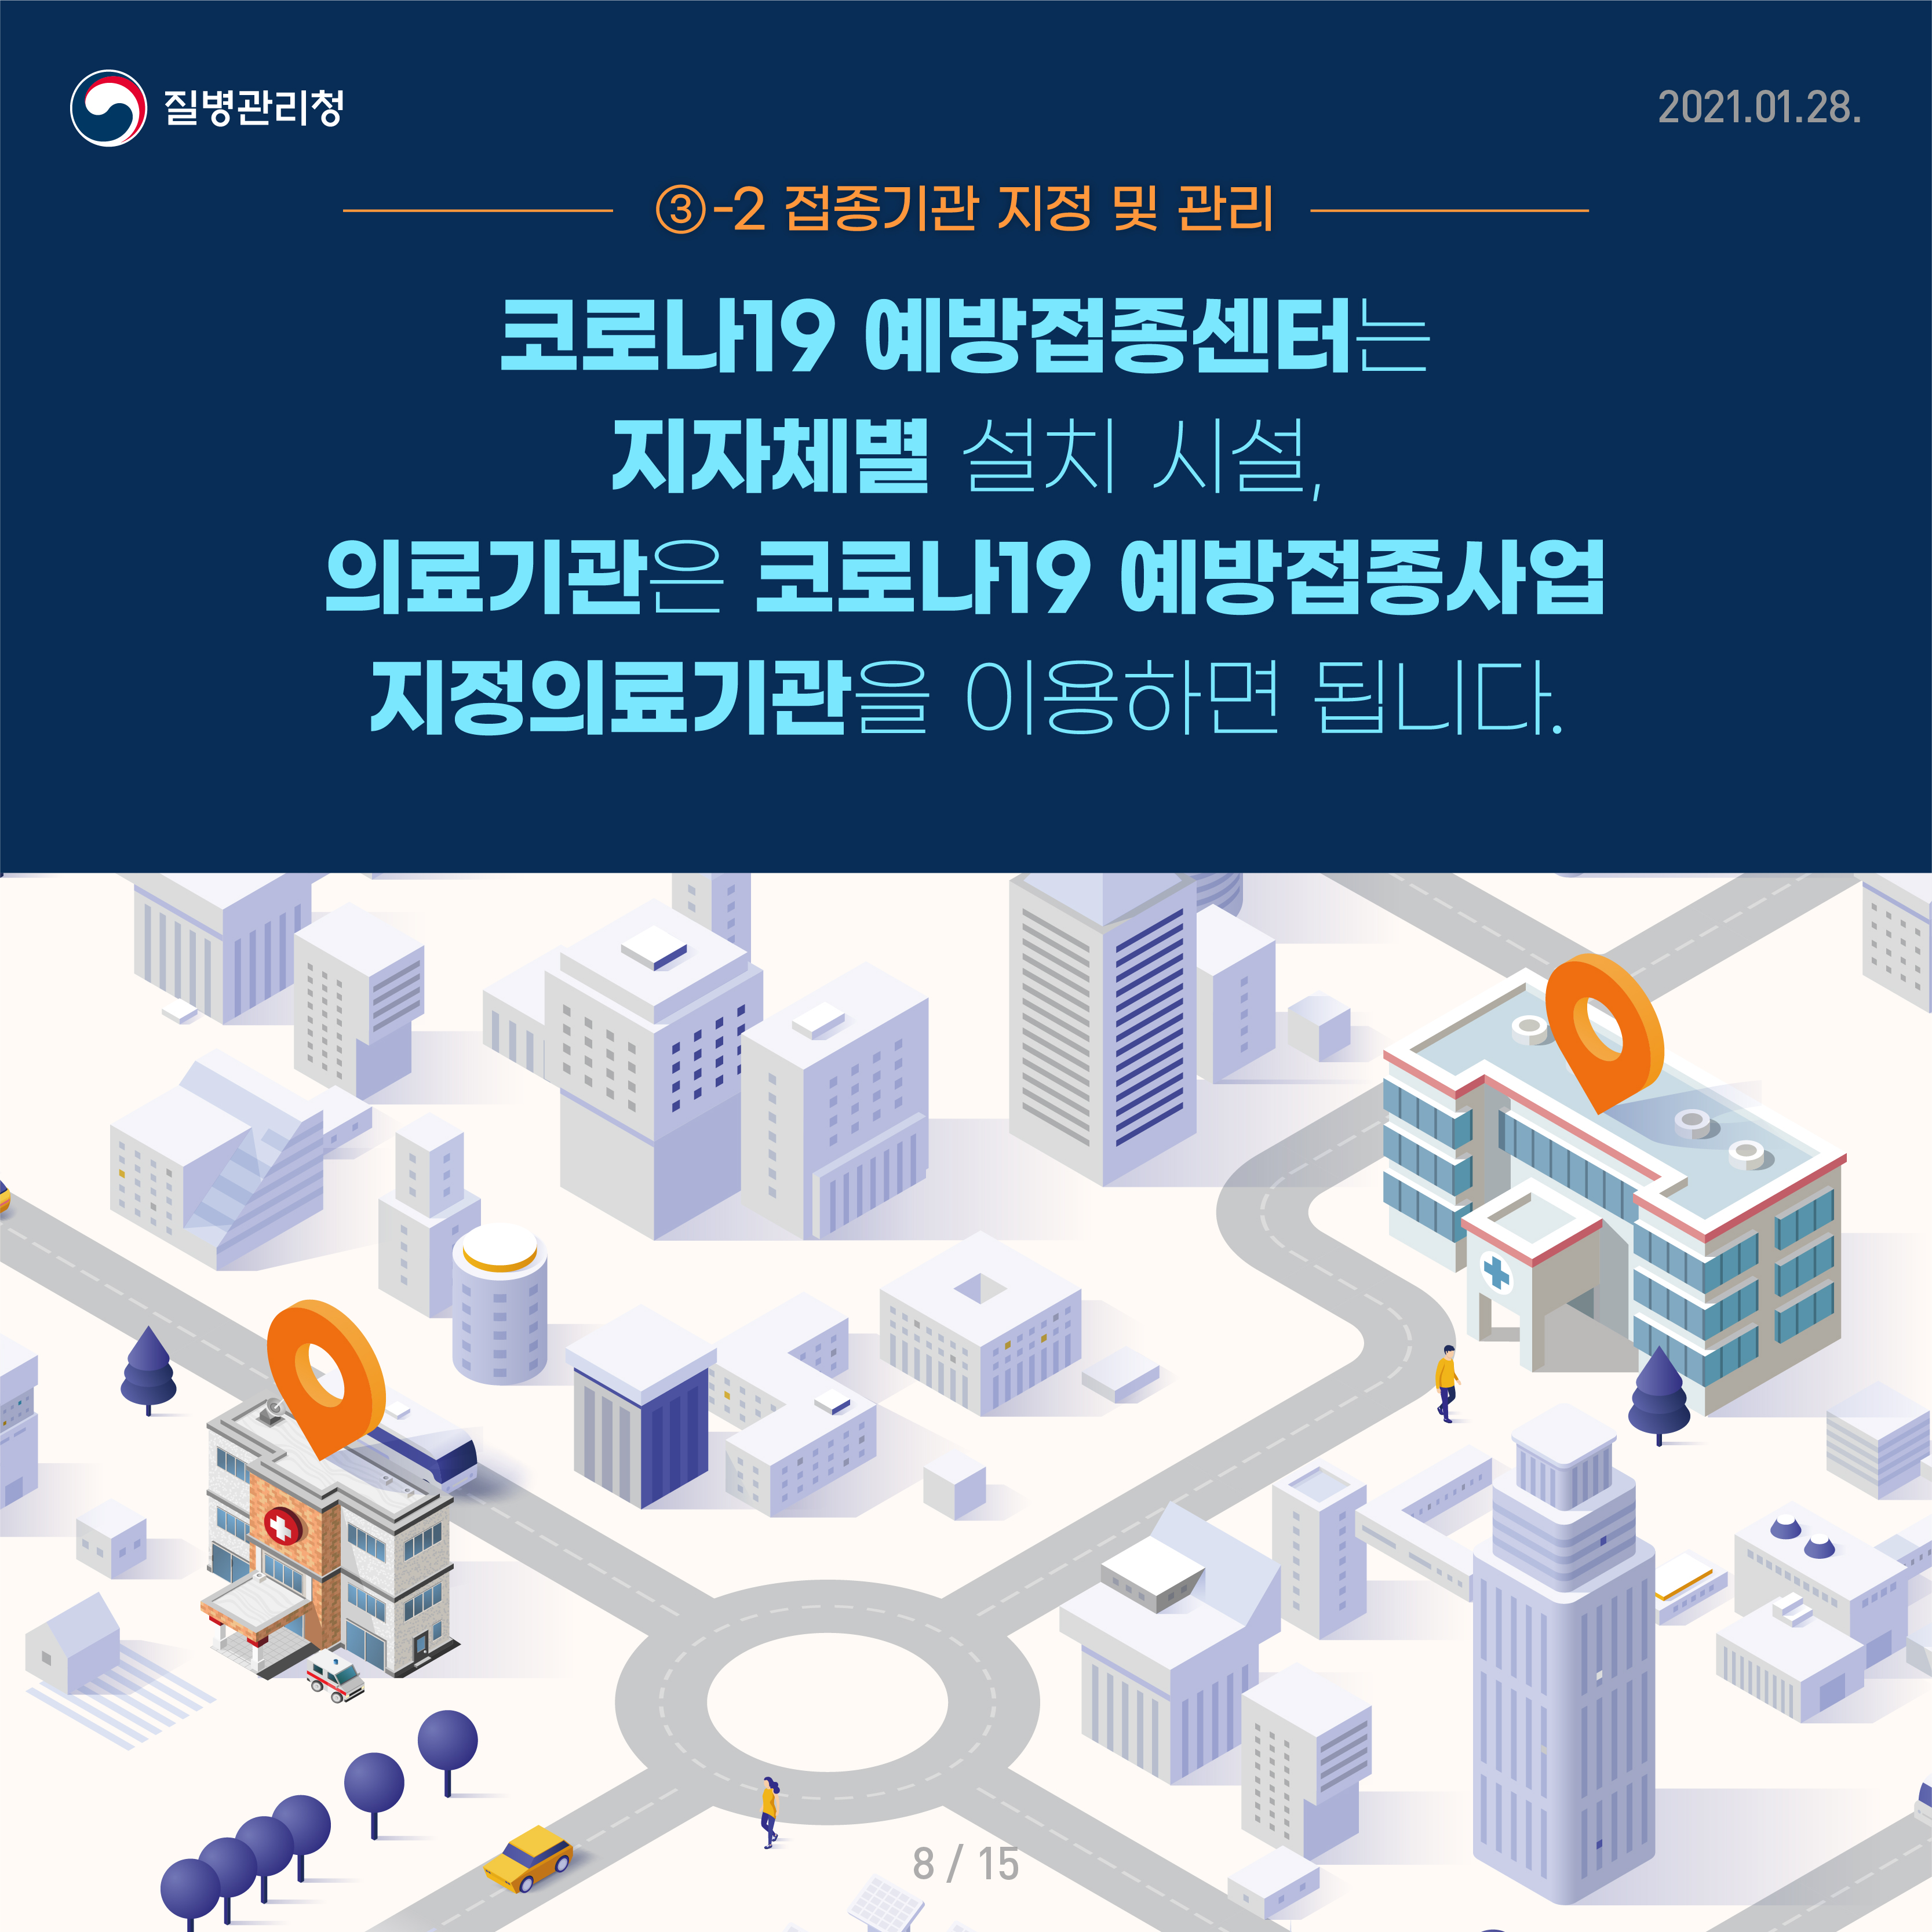 질병관리청
2021.01.28.
③-2 접종기관 지정 및 관리
코로나19 예방접종센터는
지자체별 설치 시설,
의료기관은 코로나19 예방접종사업
지정의료기관을 이용하면 됩니다.
8 / 15